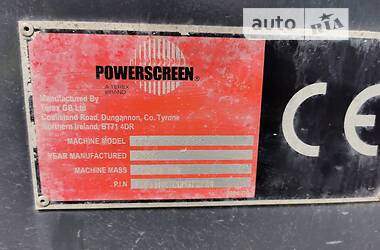 auto RIA
POWERSCREEN®
A TEREX
BRAND
Manufactured By
Terex GB Ltd
Coalisland Road, Dungannon, Co. Tyrone
Northern Ireland, BT71 4DR
MACHINE MODEL
YEAR MANUFACTURED
MACHINE MASS
P.I.N
CE